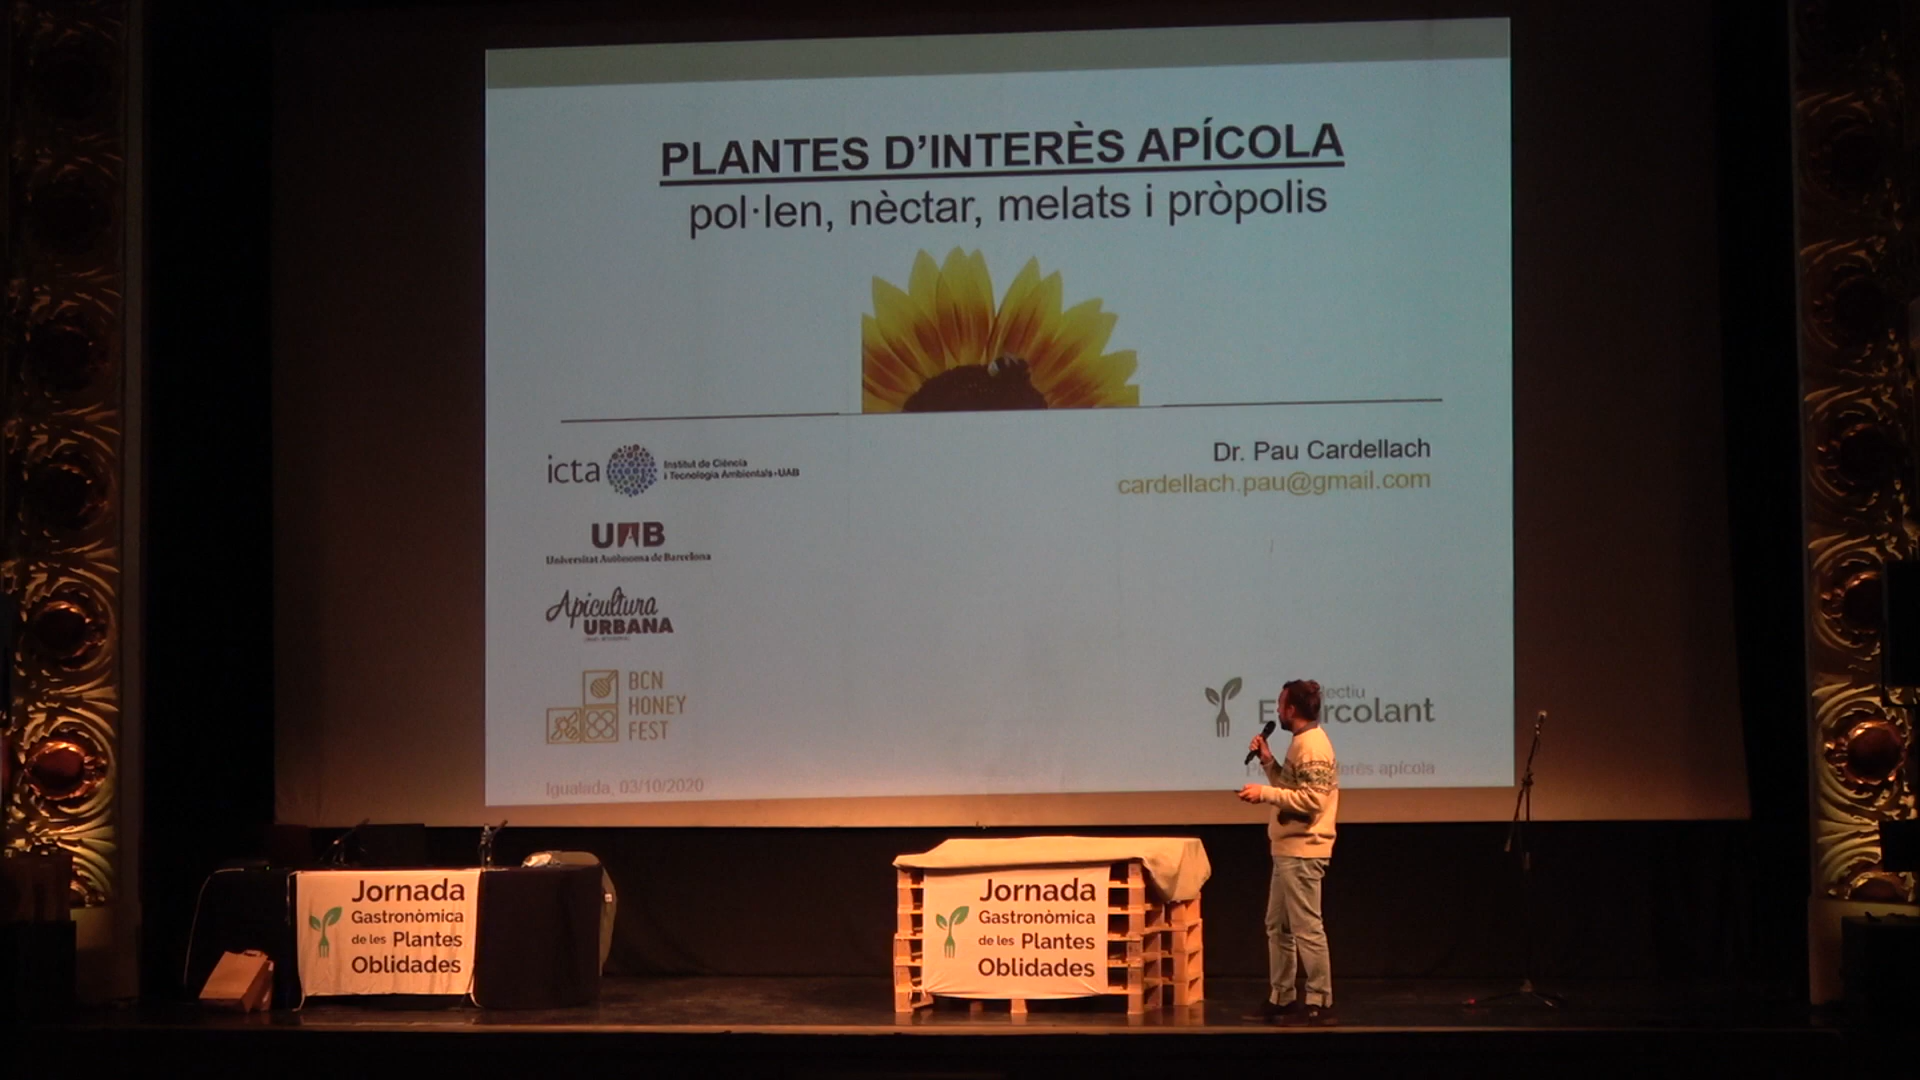 PLANTES D'INTERÈS APÍCOLA
pol·len, nèctar, melats i pròpolis
Dr. Pau Cardellach
cardellach.pau@gmail.com
icta
Institut de Ciència
i Tecnologia Ambientals·UAB
UAB
Universitat Autònoma de Barcelona
Apicultura
URBANA
BCN
HONEY
FEST
Igualada, 03/10/2020
apícola
Jornada
Gastronòmica
de les Plantes
Oblidades
Jornada
Gastronòmica
de les Plantes
Oblidades